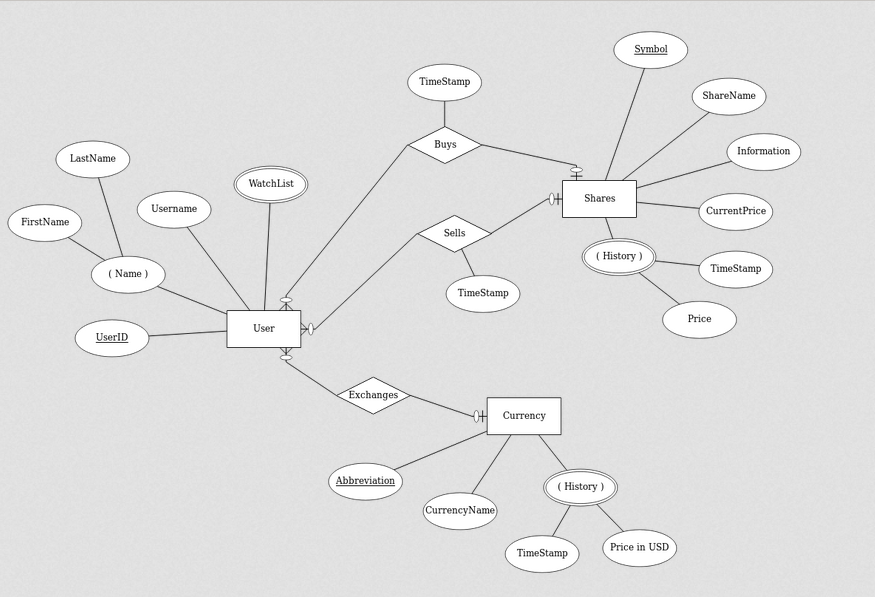 Symbol
TimeStamp
ShareName
Buys
Information
LastName
WatchList
Shares
Username
CurrentPrice
FirstName
Sells
( History )
( Name )
TimeStamp
TimeStamp
Price
User
UserID
Exchanges
Currency
Abbreviation
( History )
CurrencyName
Price in USD
TimeStamp